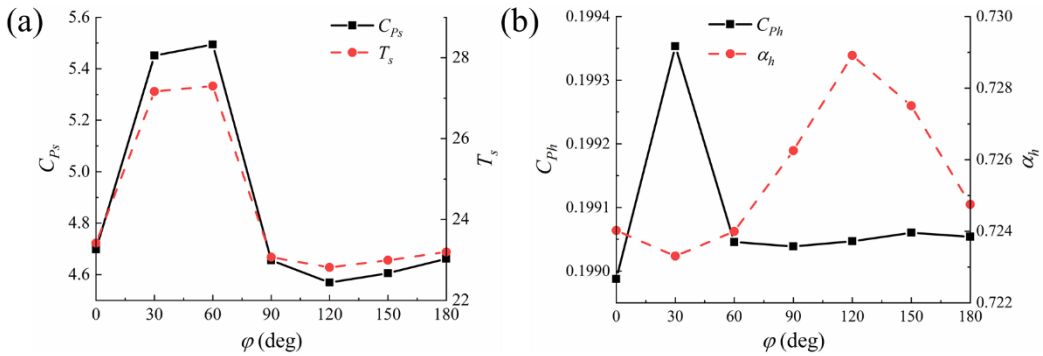 (a)
5.6
5.4
5.2
5.0
4.8
4.6
C_Ps
C_Ps
T_s
28
26
24
22
T_s
0 30 60 90 120 150 180
φ (deg)
(b)
0.1994
0.1993
0.1992
0.1991
0.1990
C_Ph
C_Ph
α_h
0.730
0.728
0.726
0.724
0.722
α_h
0 30 60 90 120 150 180
φ (deg)